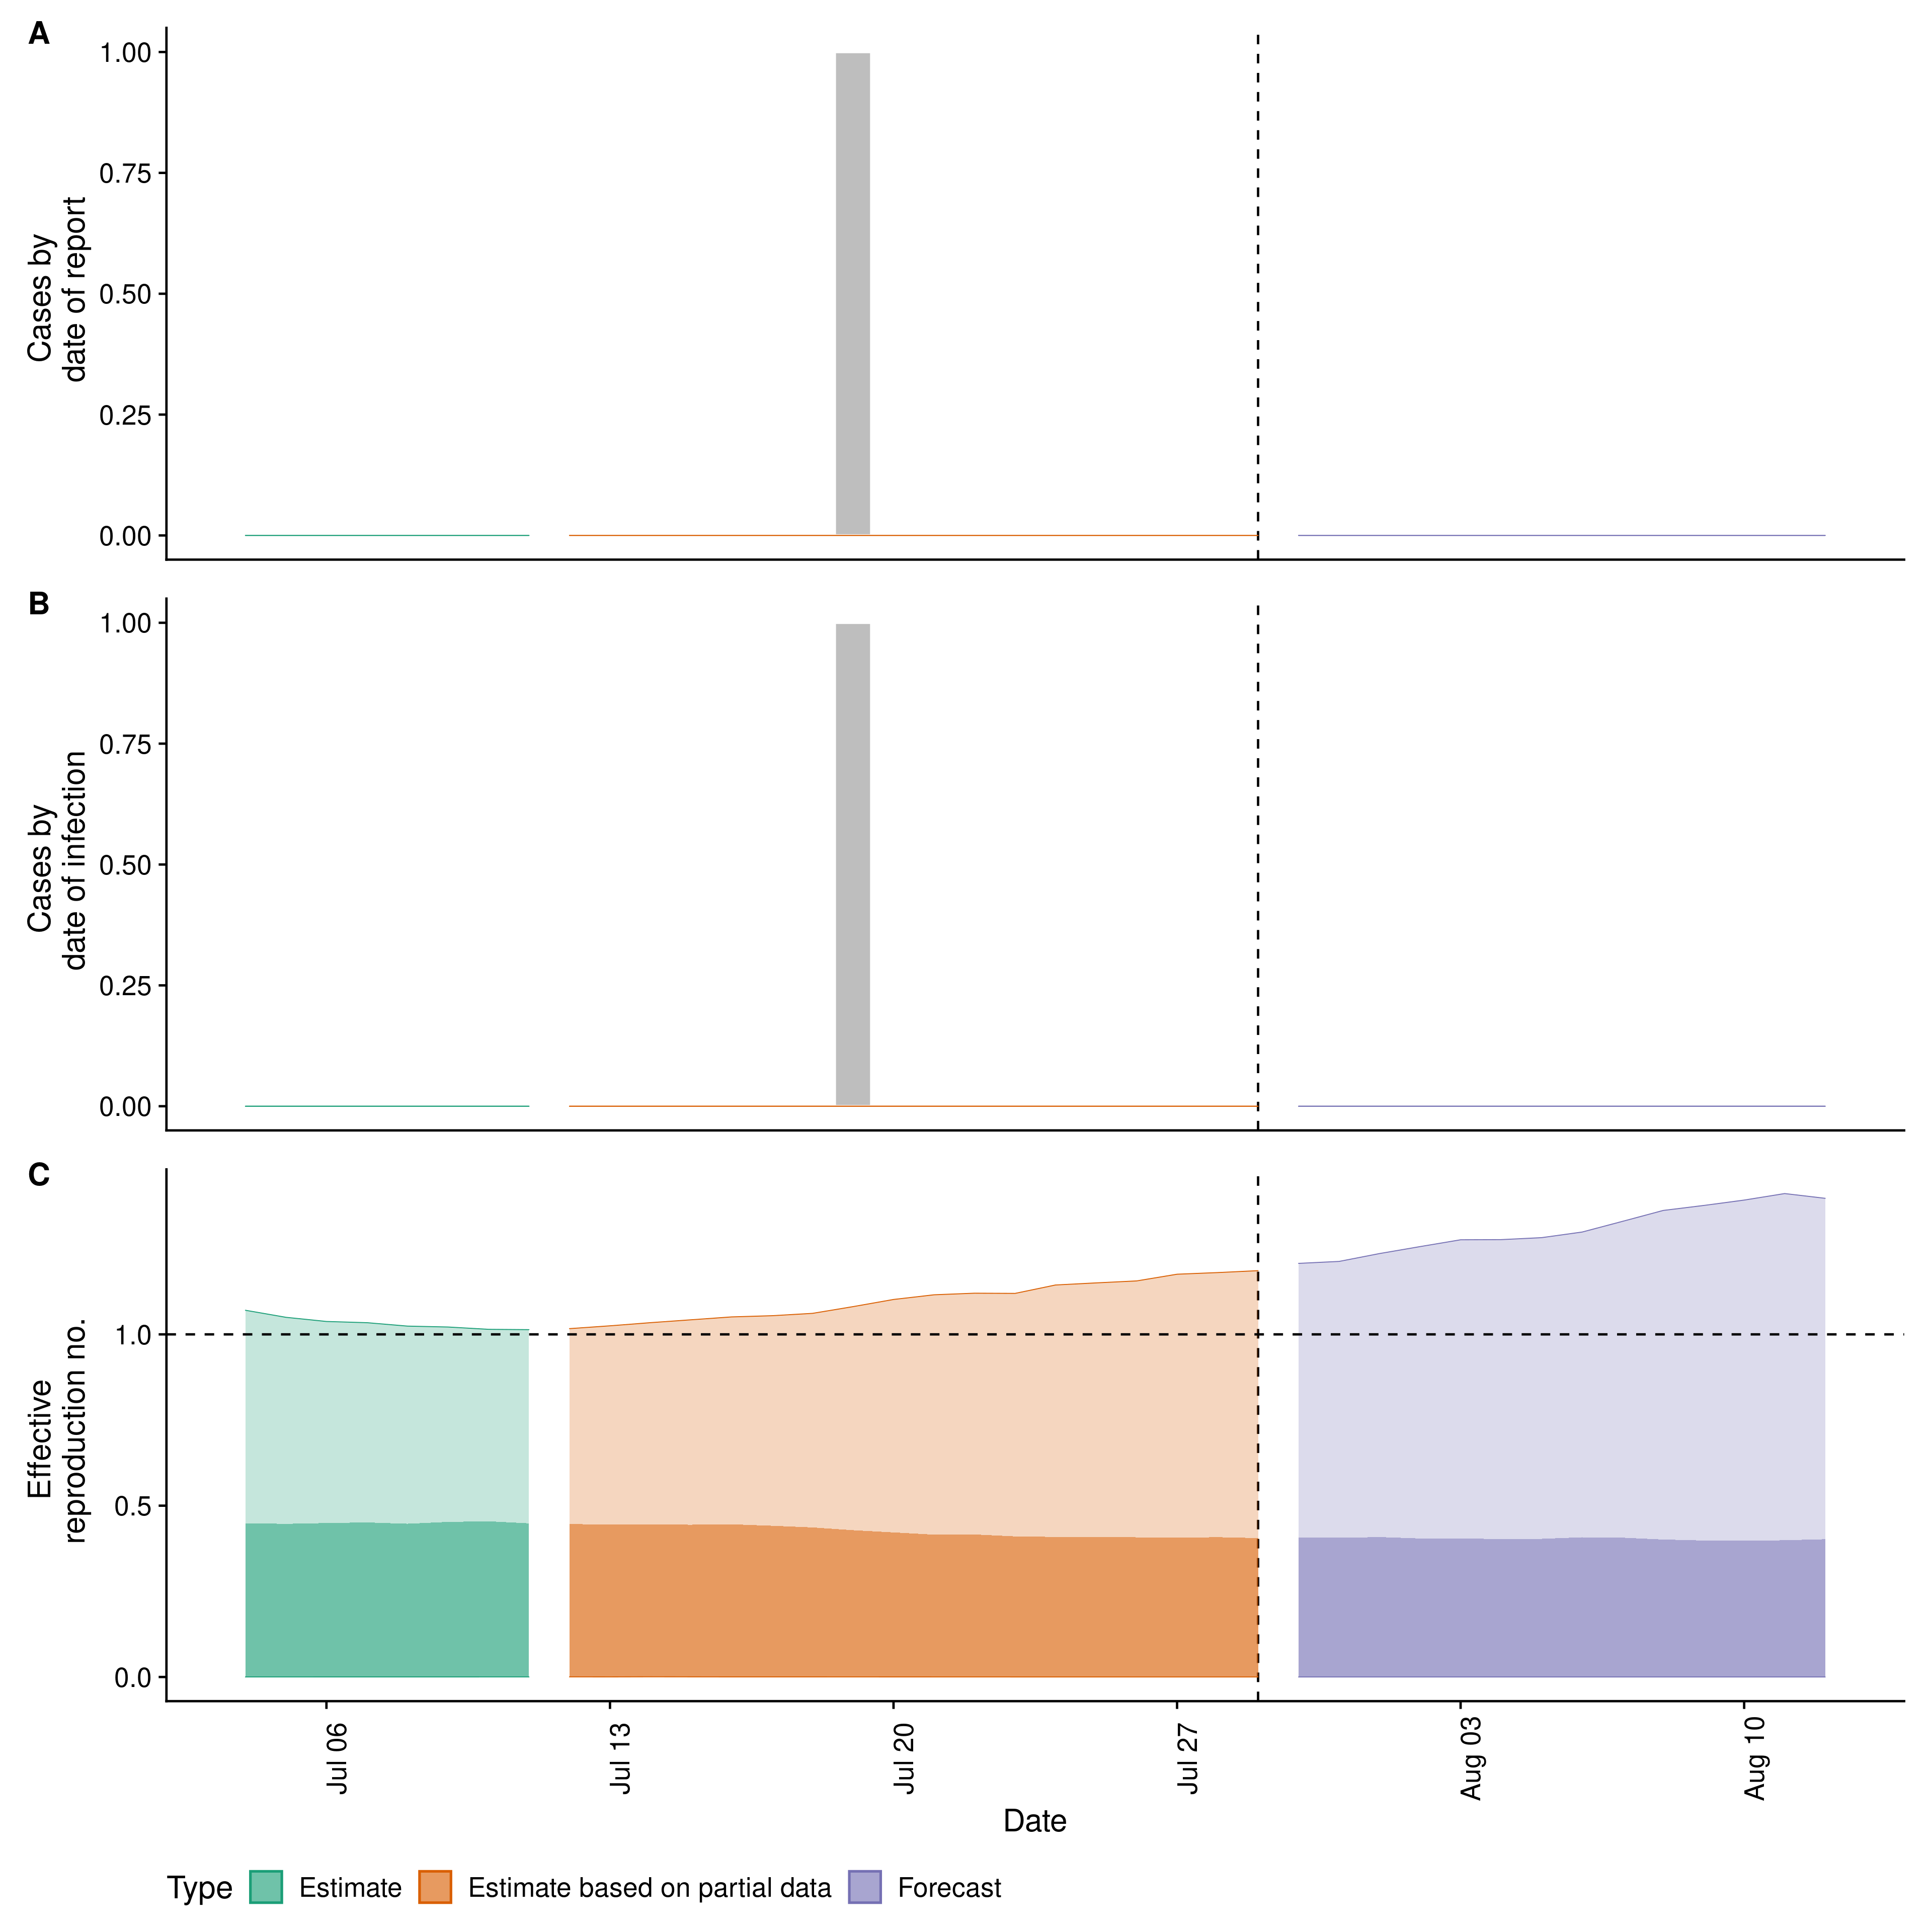 A
1.00
0.75
0.50
0.25
0.00
Cases by
date of report
B
1.00
0.75
0.50
0.25
0.00
Cases by
date of infection
C
1.0
0.5
0.0
Effective
reproduction no.
Jul 06
Jul 13
Jul 20
Jul 27
Aug 03
Aug 10
Date
Type Estimate Estimate based on partial data Forecast